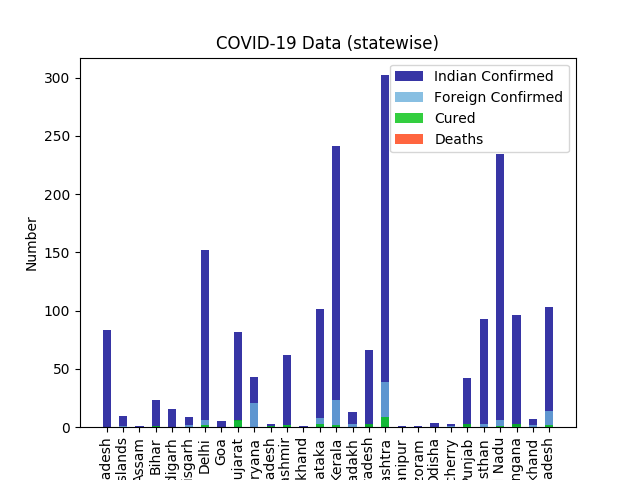 COVID-19 Data (statewise)
Indian Confirmed
Foreign Confirmed
Cured
Deaths
Number
300
250
200
150
100
50
0
adesh
slands
Assam
Bihar
digarh
isgarh
Delhi
Goa
ujarat
ryana
adesh
ashmir
khand
ataka
Kerala
adakh
radesh
ashtra
anipur
zoram
Odisha
cherry
Punjab
sthan
Nadu
ngana
khand
adesh